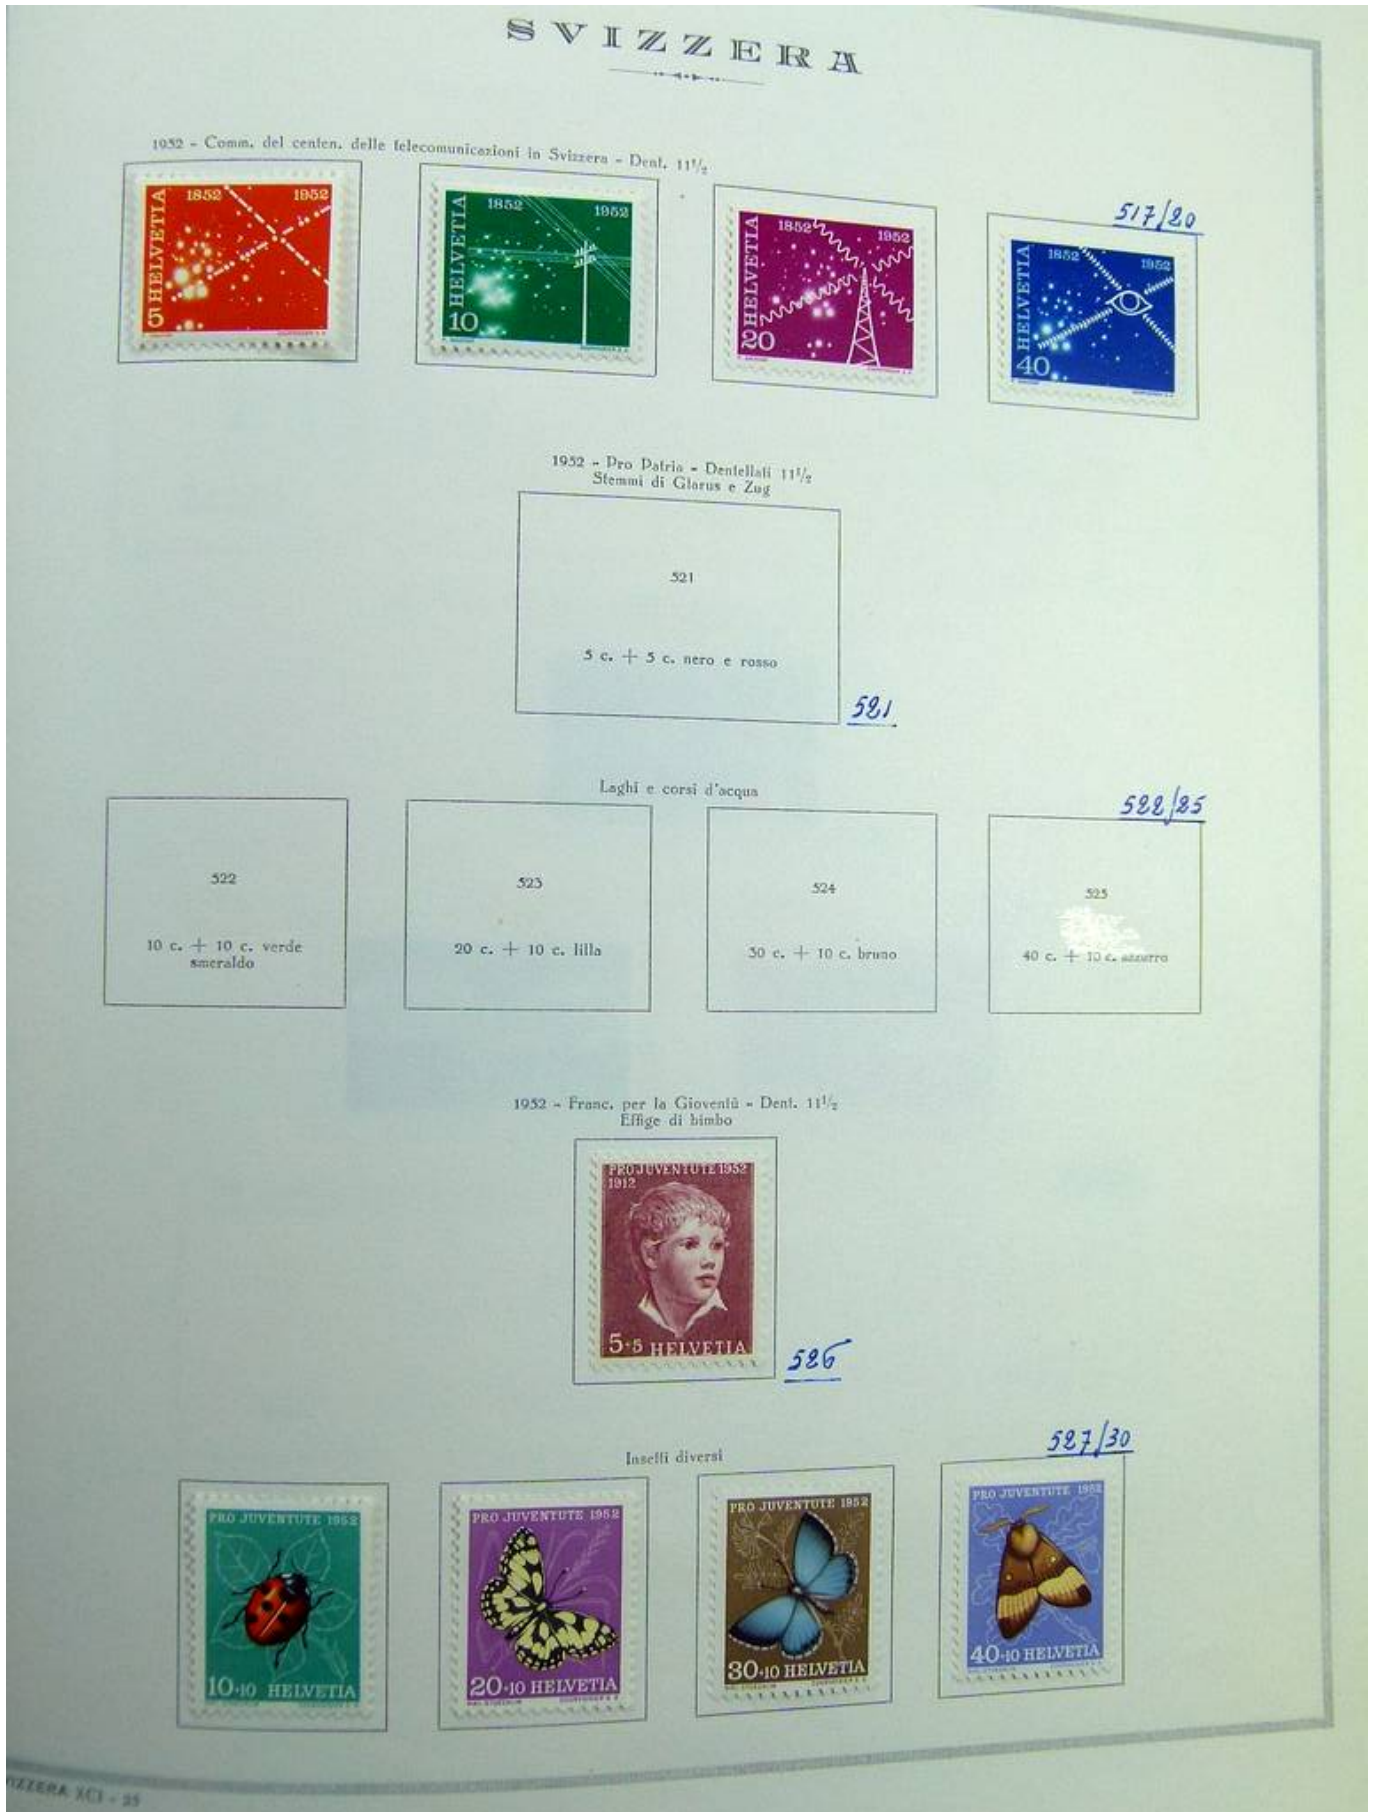 SVIZZERA
1952 - Comm. del centen. delle telecomunicazioni in Svizzera - Dent. 11½
517/20
HELVETIA 5 1852 1952
HELVETIA 10 1852 1952
HELVETIA 20 1852 1952
HELVETIA 40 1852 1952
1952 - Pro Patria - Dentellati 11½
Stemmi di Glarus e Zug
521
5 c. + 5 c. nero e rosso
521
Laghi e corsi d'acqua
522/25
522
10 c. + 10 c. verde
smeraldo
523
20 c. + 10 c. lilla
524
30 c. + 10 c. bruno
525
40 c. + 10 c. azzurro
1952 - Franc. per la Gioventù - Dent. 11½
Effige di bimbo
PRO JUVENTUTE 1952
1912
5+5 HELVETIA
526
527/30
Insetti diversi
PRO JUVENTUTE 1952
10+10 HELVETIA
PRO JUVENTUTE 1952
20+10 HELVETIA
PRO JUVENTUTE 1952
30+10 HELVETIA
PRO JUVENTUTE 1952
40+10 HELVETIA